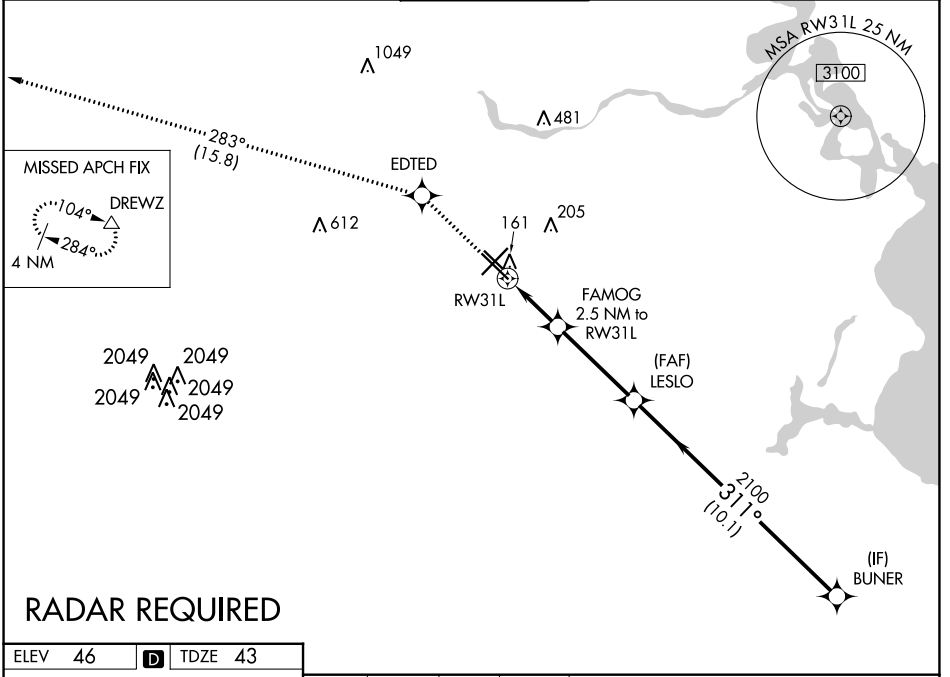 1049
MSA RW31L 25 NM
3100
481
283°
(15.8)
EDTED
MISSED APCH FIX
DREWZ
104°
284°
4 NM
612
161
205
RW31L
FAMOG
2.5 NM to
RW31L
(FAF)
LESLO
2049
2049
2049
2049
2049
2100
311°
(10.1)
(IF)
BUNER
RADAR REQUIRED
ELEV 46 D TDZE 43